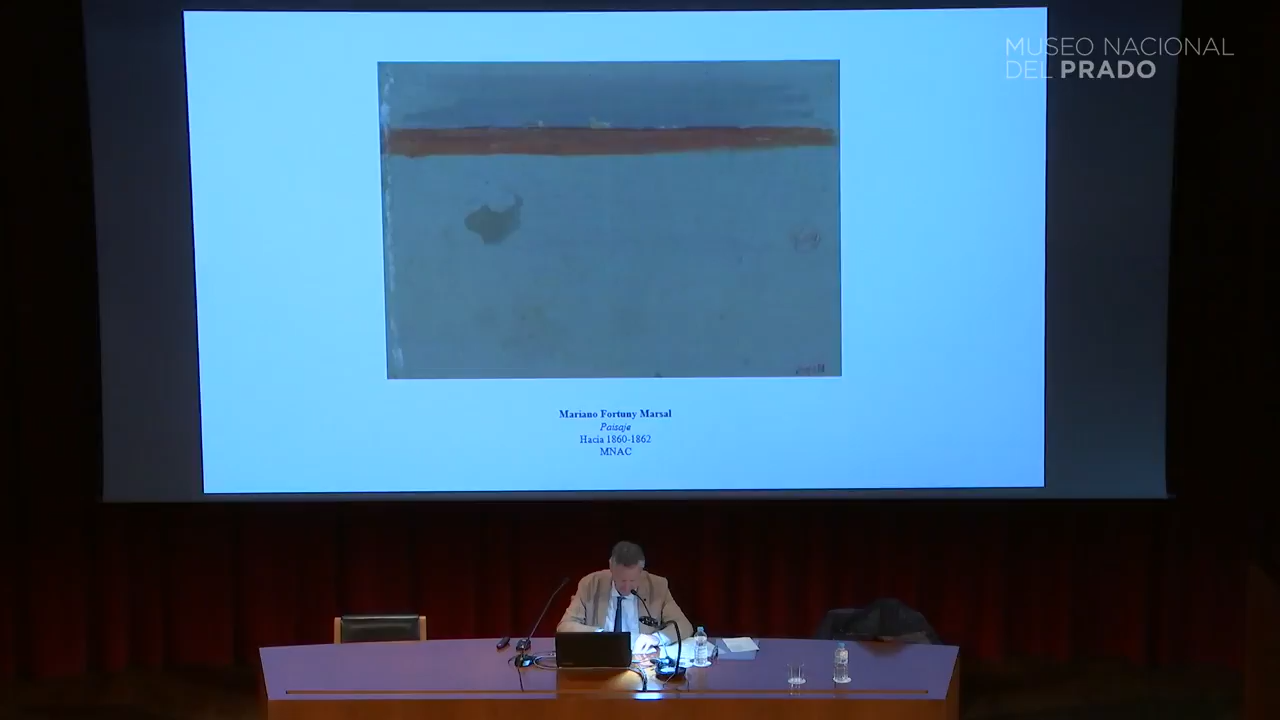 MUSEO NACIONAL
DEL PRADO
Mariano Fortuny Marsal
Paisaje
Hacia 1860-1862
MNAC